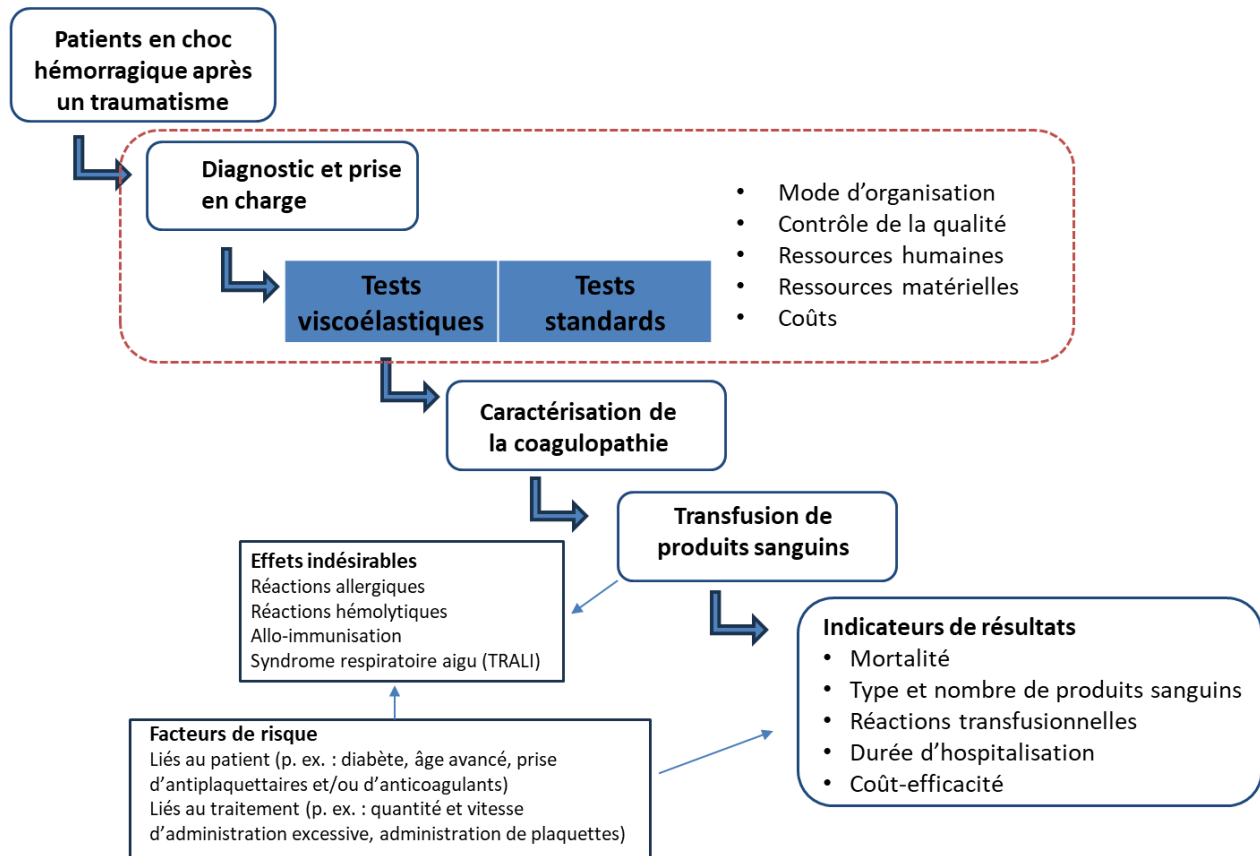 Patients en choc
hémorragique après
un traumatisme
Diagnostic et prise
en charge
Tests
viscoélastiques
Tests
standards
• Mode d’organisation
• Contrôle de la qualité
• Ressources humaines
• Ressources matérielles
• Coûts
Caractérisation de
la coagulopathie
Transfusion de
produits sanguins
Effets indésirables
Réactions allergiques
Réactions hémolytiques
Allo-immunisation
Syndrome respiratoire aigu (TRALI)
Indicateurs de résultats
• Mortalité
• Type et nombre de produits sanguins
• Réactions transfusionnelles
• Durée d’hospitalisation
• Coût-efficacité
Facteurs de risque
Liés au patient (p. ex. : diabète, âge avancé, prise
d’antiplaquettaires et/ou d’anticoagulants)
Liés au traitement (p. ex. : quantité et vitesse
d’administration excessive, administration de plaquettes)